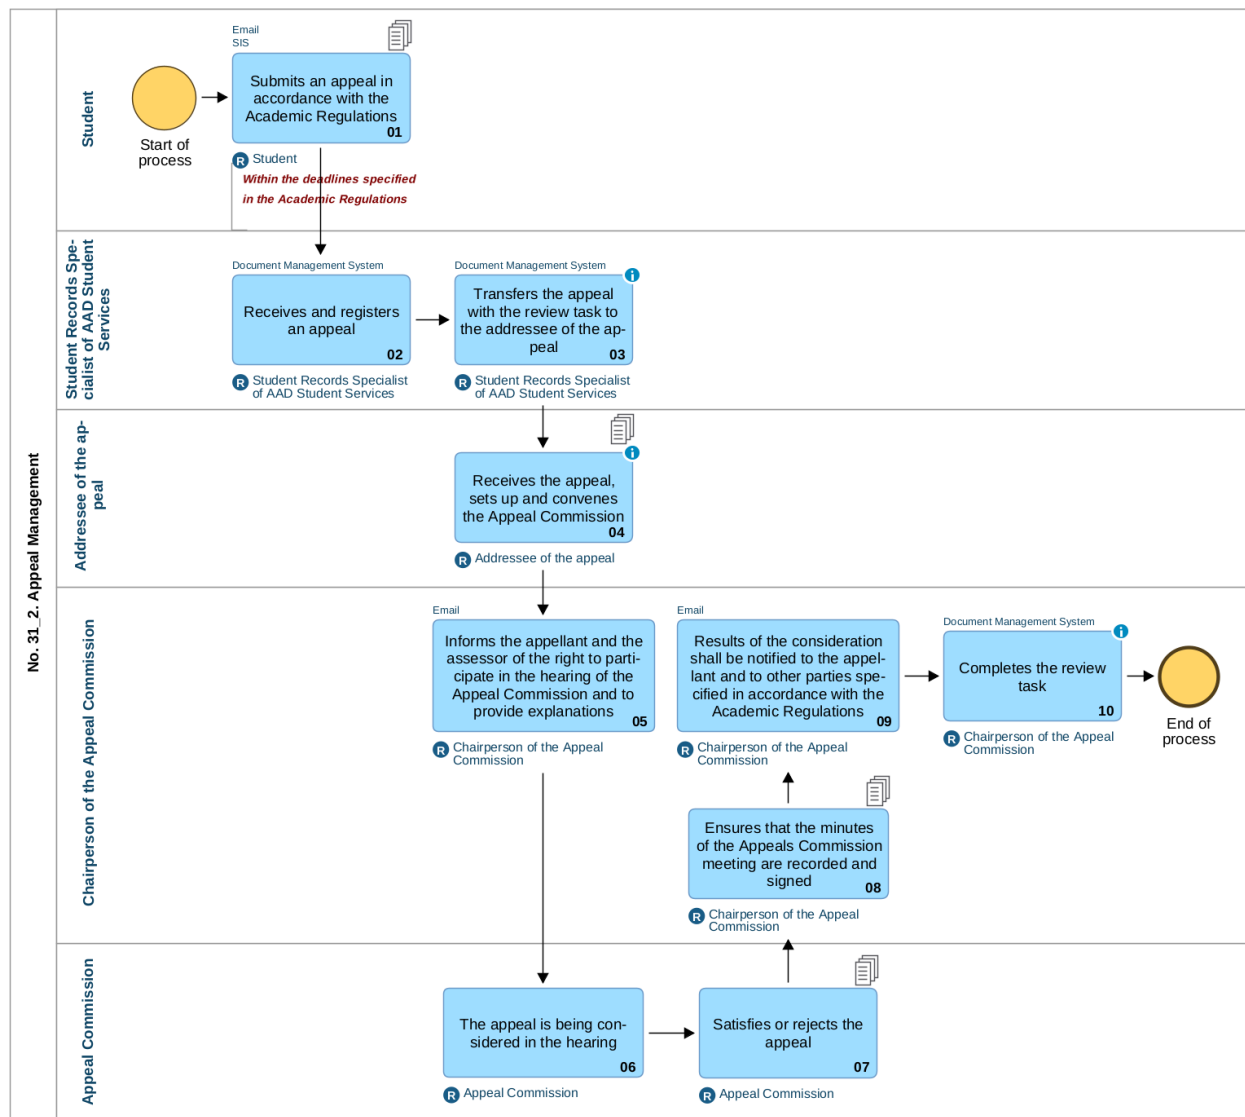 No. 31_2. Appeal Management
Student
Start of
process
Email
SIS
Submits an appeal in
accordance with the
Academic Regulations
01
R Student
Within the deadlines specified
in the Academic Regulations
Student Records Spe-
cialist of AAD Student
Services
Document Management System
Receives and registers
an appeal
02
R Student Records Specialist
of AAD Student Services
Document Management System
i
Transfers the appeal
with the review task to
the addressee of the ap-
peal
03
R Student Records Specialist
of AAD Student Services
Addressee of the ap-
peal
i
Receives the appeal,
sets up and convenes
the Appeal Commission
04
R Addressee of the appeal
Chairperson of the Appeal Commission
Email
Informs the appellant and the
assessor of the right to parti-
cipate in the hearing of the
Appeal Commission and to
provide explanations
05
R Chairperson of the Appeal
Commission
Email
Results of the consideration
shall be notified to the appel-
lant and to other parties spe-
cified in accordance with the
Academic Regulations
09
R Chairperson of the Appeal
Commission
Document Management System
i
Completes the review
task
10
R Chairperson of the Appeal
Commission
End of
process
Ensures that the minutes
of the Appeals Commission
meeting are recorded and
signed
08
R Chairperson of the Appeal
Commission
Appeal Commission
The appeal is being con-
sidered in the hearing
06
R Appeal Commission
Satisfies or rejects the
appeal
07
R Appeal Commission